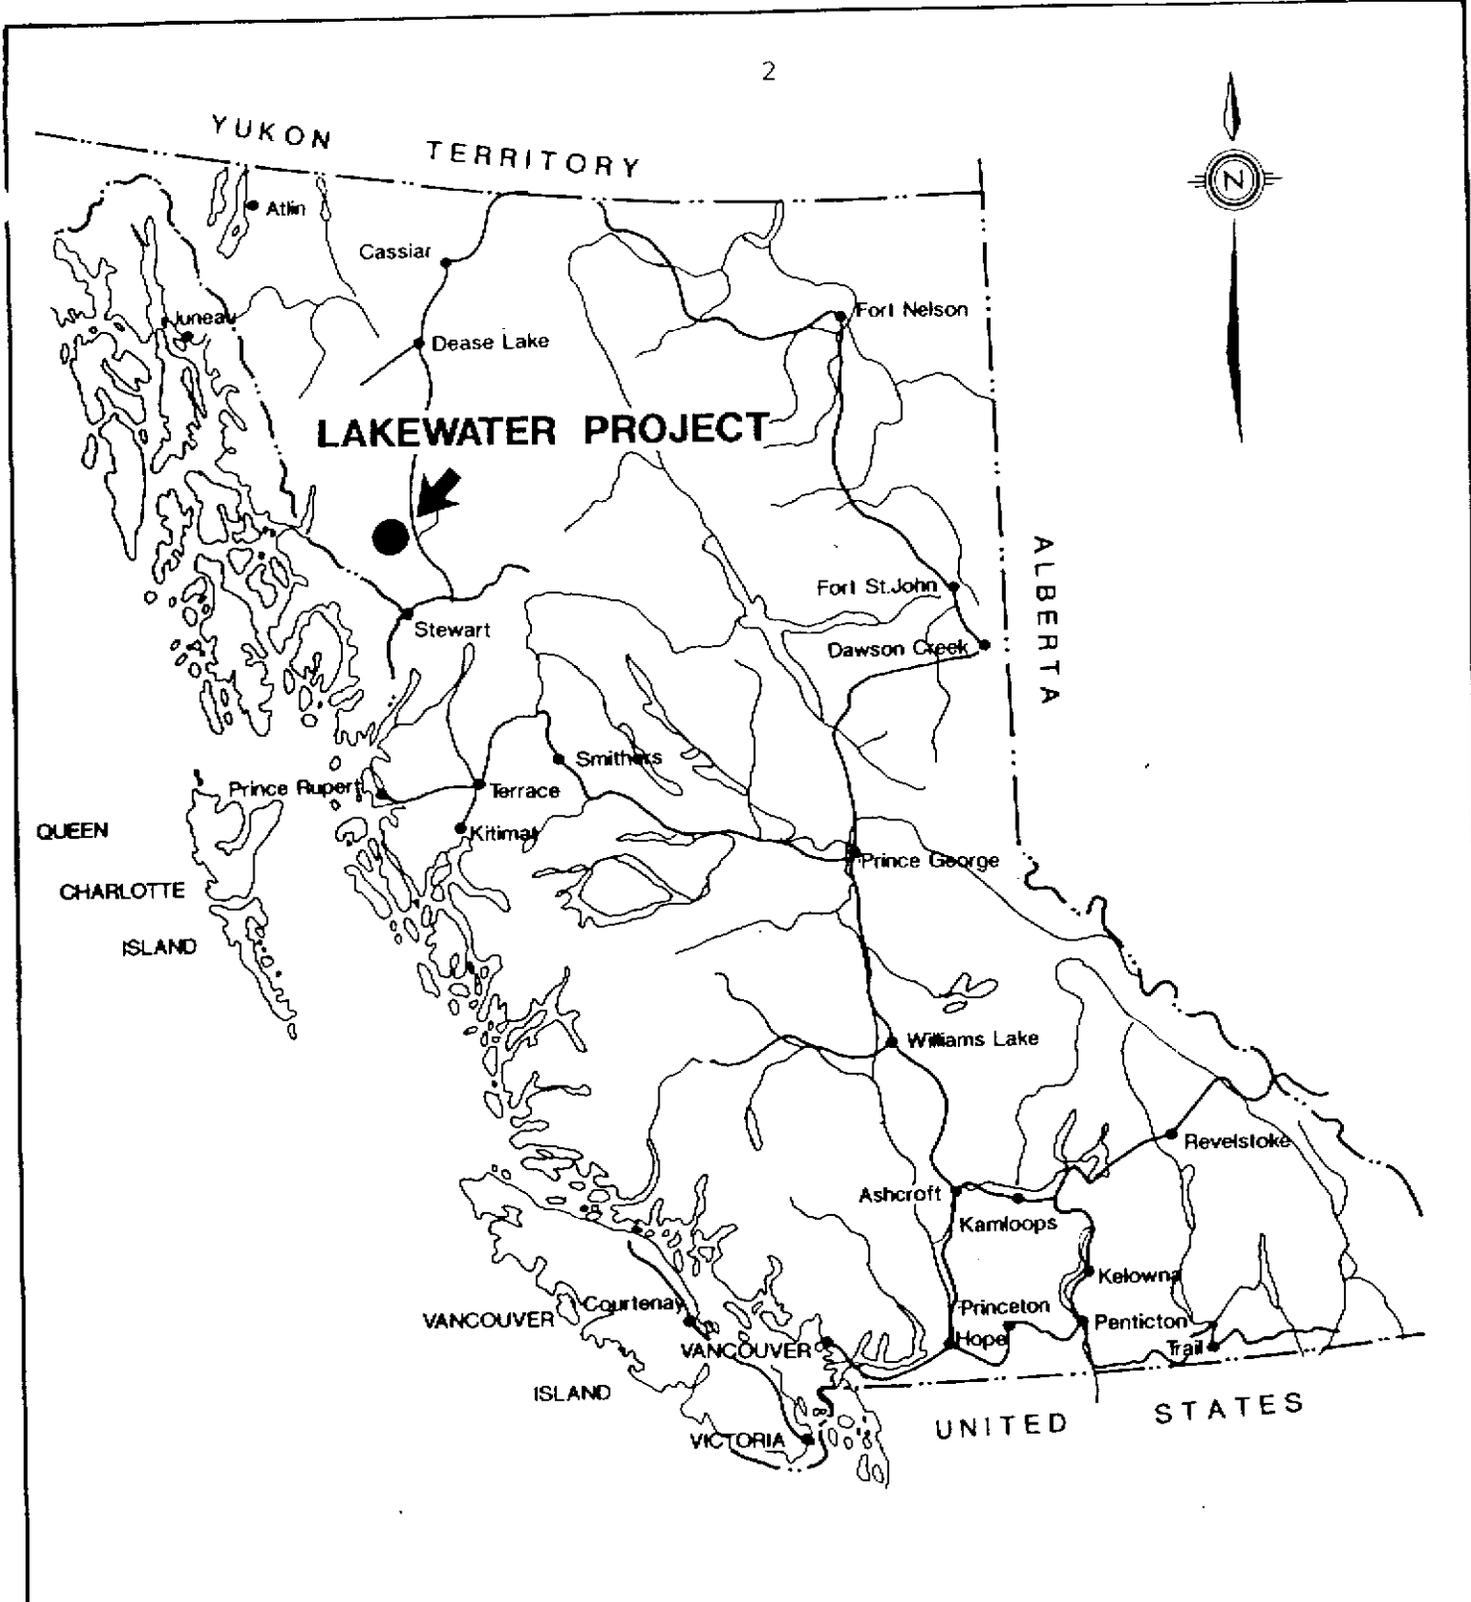 2
YUKON TERRITORY
Atlin
Cassiar
Juneau
Fort Nelson
Dease Lake
LAKEWATER PROJECT
ALBERTA
Fort St.John
Stewart
Dawson Creek
Smithers
Prince Rupert
Terrace
QUEEN
Kitimat
Prince George
CHARLOTTE
ISLAND
Williams Lake
Revelstoke
Ashcroft
Kamloops
Kelowna
Courtenay
Princeton
VANCOUVER
Penticton
Hope
Trail
VANCOUVER
ISLAND
UNITED STATES
VICTORIA
N